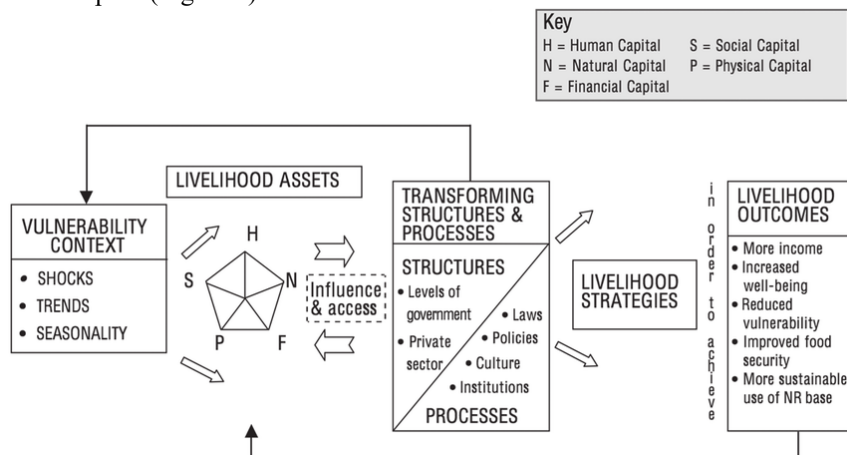 Key
H = Human Capital
S = Social Capital
N = Natural Capital
P = Physical Capital
F = Financial Capital
LIVELIHOOD ASSETS
VULNERABILITY
CONTEXT
• SHOCKS
• TRENDS
• SEASONALITY
H
S
N
P
F
Influence
& access
TRANSFORMING
STRUCTURES &
PROCESSES
STRUCTURES
• Levels of
government
• Private
sector
• Laws
• Policies
• Culture
• Institutions
PROCESSES
LIVELIHOOD
STRATEGIES
in order to achieve
LIVELIHOOD
OUTCOMES
• More income
• Increased
well-being
• Reduced
vulnerability
• Improved food
security
• More sustainable
use of NR base